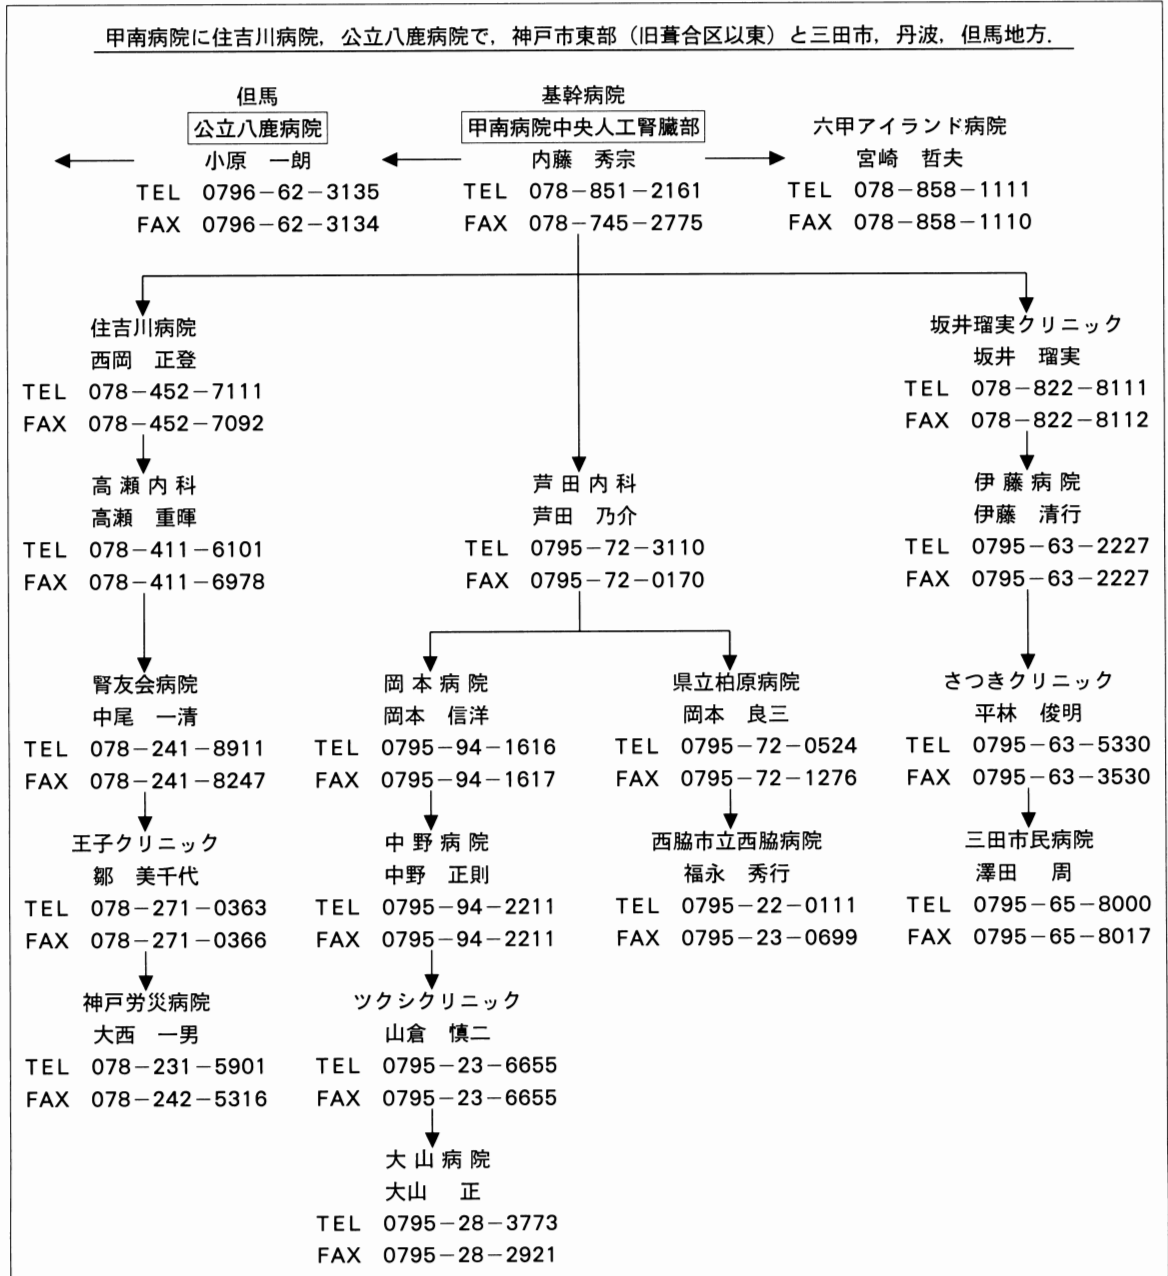 甲南病院に住吉川病院，公立八鹿病院で，神戸市東部（旧葺合区以東）と三田市，丹波，但馬地方．
但馬
公立八鹿病院
小原　一朗
TEL　0796－62－3135
FAX　0796－62－3134
基幹病院
甲南病院中央人工腎臓部
内藤　秀宗
TEL　078－851－2161
FAX　078－745－2775
六甲アイランド病院
宮崎　哲夫
TEL　078－858－1111
FAX　078－858－1110
住吉川病院
西岡　正登
TEL　078－452－7111
FAX　078－452－7092
高瀬内科
高瀬　重暉
TEL　078－411－6101
FAX　078－411－6978
腎友会病院
中尾　一清
TEL　078－241－8911
FAX　078－241－8247
王子クリニック
鄒　美千代
TEL　078－271－0363
FAX　078－271－0366
神戸労災病院
大西　一男
TEL　078－231－5901
FAX　078－242－5316
芦田内科
芦田　乃介
TEL　0795－72－3110
FAX　0795－72－0170
岡本病院
岡本　信洋
TEL　0795－94－1616
FAX　0795－94－1617
中野病院
中野　正則
TEL　0795－94－2211
FAX　0795－94－2211
ツクシクリニック
山倉　慎二
TEL　0795－23－6655
FAX　0795－23－6655
大山病院
大山　正
TEL　0795－28－3773
FAX　0795－28－2921
県立柏原病院
岡本　良三
TEL　0795－72－0524
FAX　0795－72－1276
西脇市立西脇病院
福永　秀行
TEL　0795－22－0111
FAX　0795－23－0699
坂井瑠実クリニック
坂井　瑠実
TEL　078－822－8111
FAX　078－822－8112
伊藤病院
伊藤　清行
TEL　0795－63－2227
FAX　0795－63－2227
さつきクリニック
平林　俊明
TEL　0795－63－5330
FAX　0795－63－3530
三田市民病院
澤田　周
TEL　0795－65－8000
FAX　0795－65－8017